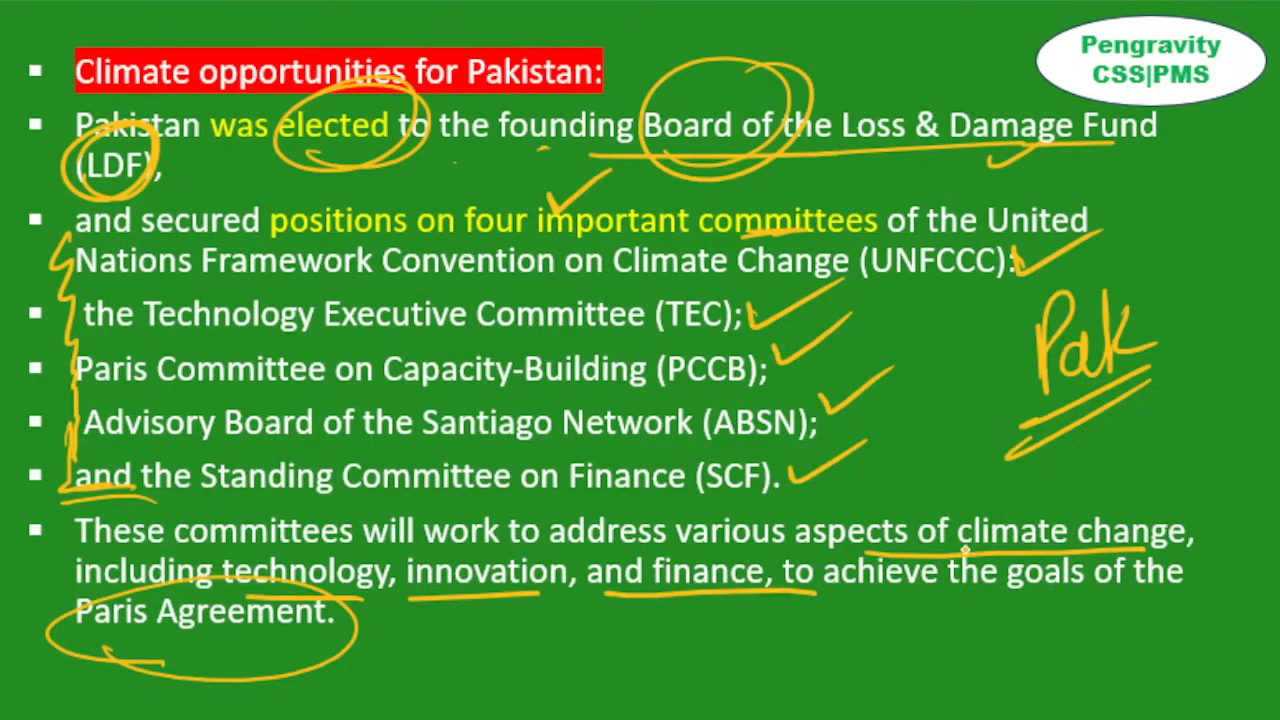 Pengravity
CSS|PMS
Climate opportunities for Pakistan:
Pakistan was elected to the founding Board of the Loss & Damage Fund
(LDF),
and secured positions on four important committees of the United
Nations Framework Convention on Climate Change (UNFCCC):
the Technology Executive Committee (TEC);
Paris Committee on Capacity-Building (PCCB);
Advisory Board of the Santiago Network (ABSN);
and the Standing Committee on Finance (SCF).
Pak
These committees will work to address various aspects of climate change,
including technology, innovation, and finance, to achieve the goals of the
Paris Agreement.